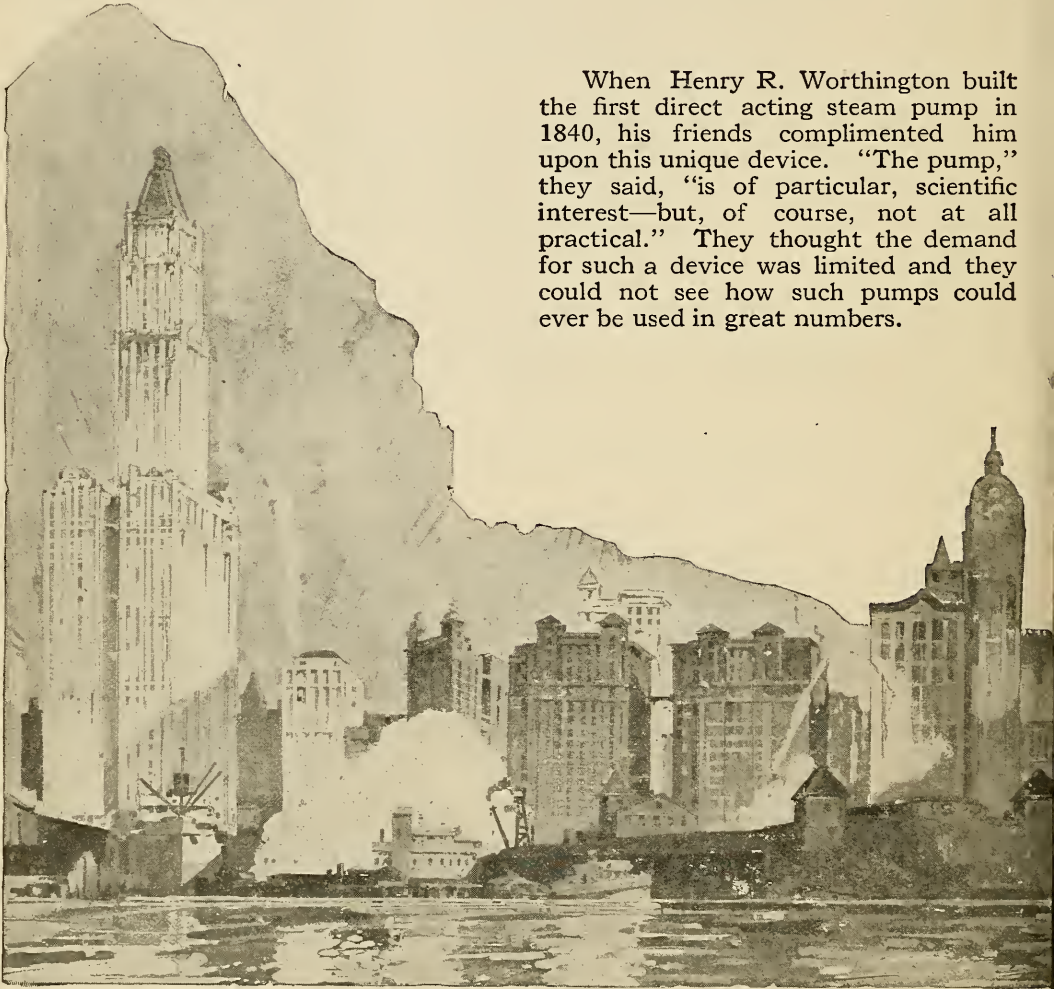 When Henry R. Worthington built
the first direct acting steam pump in
1840, his friends complimented him
upon this unique device. “The pump,”
they said, “is of particular, scientific
interest—but, of course, not at all
practical.” They thought the demand
for such a device was limited and they
could not see how such pumps could
ever be used in great numbers.